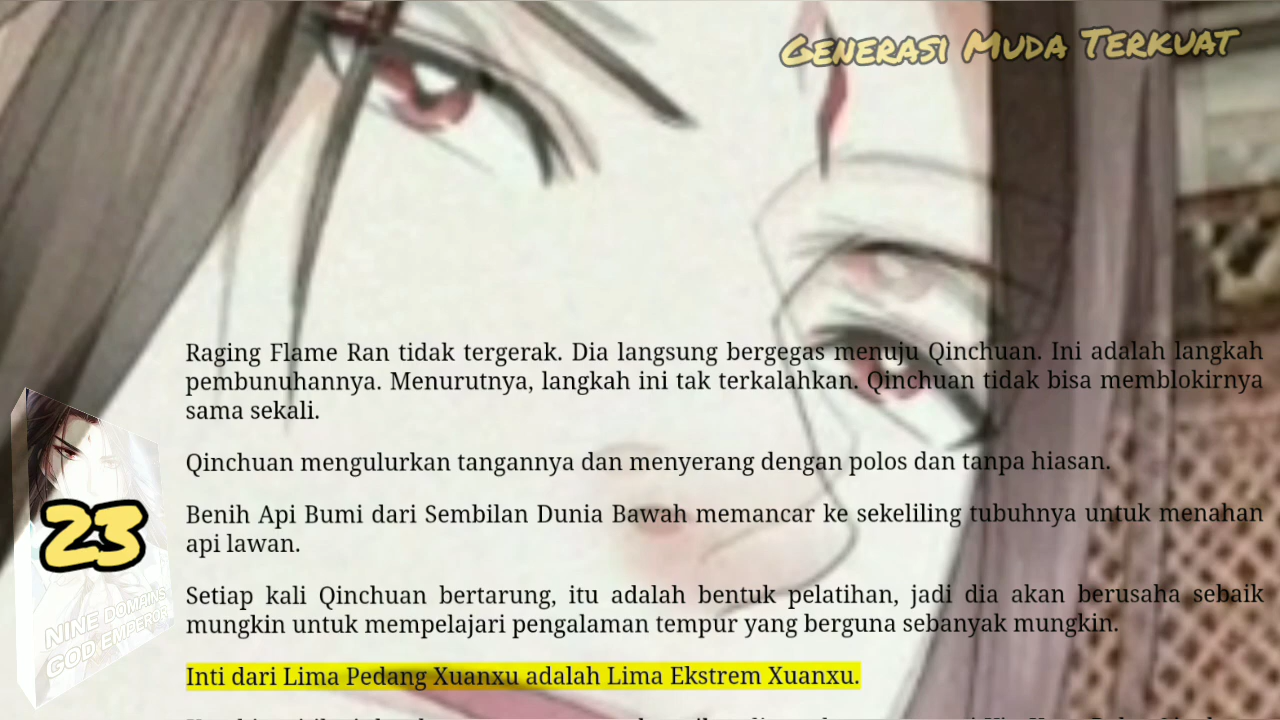 Generasi Muda Terkuat
Raging Flame Ran tidak tergerak. Dia langsung bergegas menuju Qinchuan. Ini adalah langkah
pembunuhannya. Menurutnya, langkah ini tak terkalahkan. Qinchuan tidak bisa memblokirnya
sama sekali.
Qinchuan mengulurkan tangannya dan menyerang dengan polos dan tanpa hiasan.
Benih Api Bumi dari Sembilan Dunia Bawah memancar ke sekeliling tubuhnya untuk menahan
api lawan.
Setiap kali Qinchuan bertarung, itu adalah bentuk pelatihan, jadi dia akan berusaha sebaik
mungkin untuk mempelajari pengalaman tempur yang berguna sebanyak mungkin.
Inti dari Lima Pedang Xuanxu adalah Lima Ekstrem Xuanxu.
23
NINE DOMAINS
GOD EMPEROR